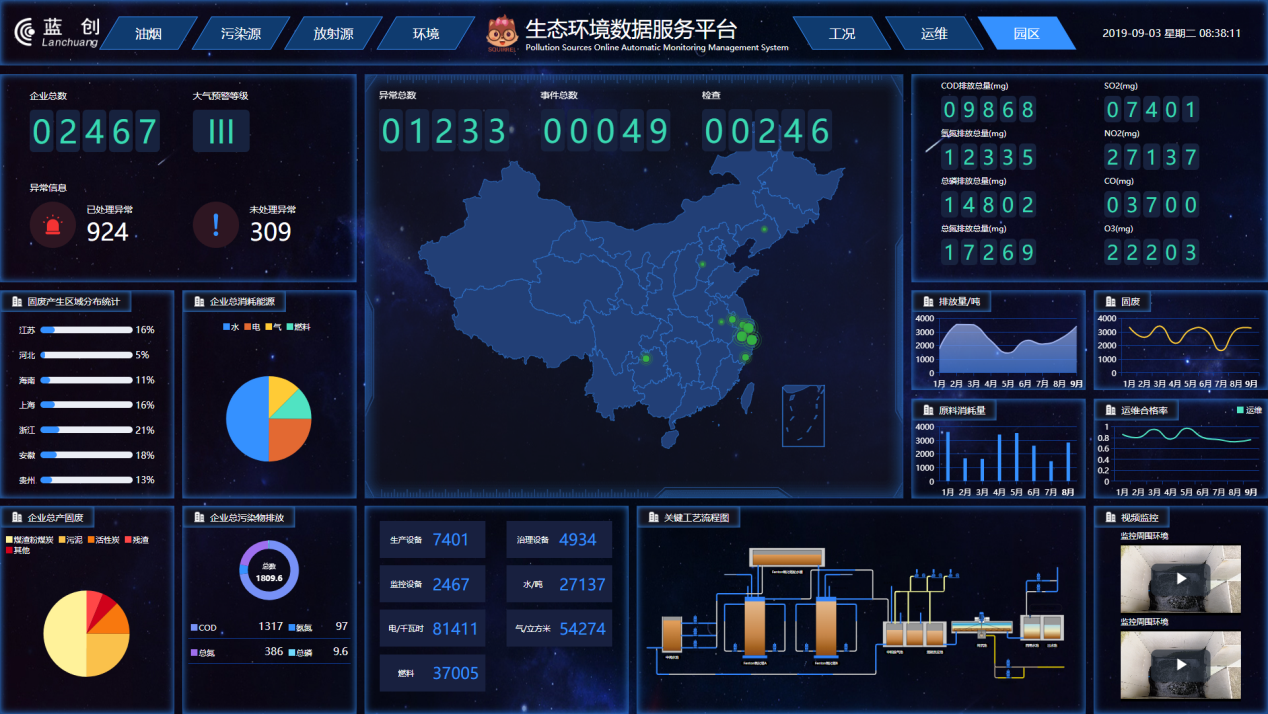 蓝 创
Lanchuang
油烟
污染源
放射源
环境
SQUIRREL
生态环境数据服务平台
Pollution Sources Online Automatic Monitoring Management System
工况
运维
园区
2019-09-03 星期二 08:38:11
企业总数
02467
大气预警等级
III
异常信息
已处理异常
924
未处理异常
309
异常总数
01233
事件总数
00049
检查
00246
COD排放总量(mg)
09868
SO2(mg)
07401
氨氮排放总量(mg)
12335
NO2(mg)
27137
总磷排放总量(mg)
14802
CO(mg)
03700
总氮排放总量(mg)
17269
O3(mg)
22203
固废产生区域分布统计
江苏 16%
河北 5%
海南 11%
上海 16%
浙江 21%
安徽 18%
贵州 13%
企业总消耗能源
水 电 气 燃料
排放量/吨
4000
3000
2000
1000
0
1月 2月 3月 4月 5月 6月 7月 8月 9月
固废
4000
3000
2000
1000
0
1月 2月 3月 4月 5月 6月 7月 8月 9月
原料消耗量
4000
3000
2000
1000
0
1月 2月 3月 4月 5月 6月 7月 8月
运维合格率
运维
1
0.8
0.6
0.4
0.2
0
1月 2月 3月 4月 5月 6月 7月 8月 9月
企业总产固废
煤渣粉煤炭 污泥 活性炭 残渣
其他
企业总污染物排放
总数
1809.6
COD 1317 氨氮 97
总氮 386 总磷 9.6
生产设备 7401
治理设备 4934
监控设备 2467
水/吨 27137
电/千瓦时 81411
气/立方米 54274
燃料 37005
关键工艺流程图
视频监控
监控周围环境
监控周围环境